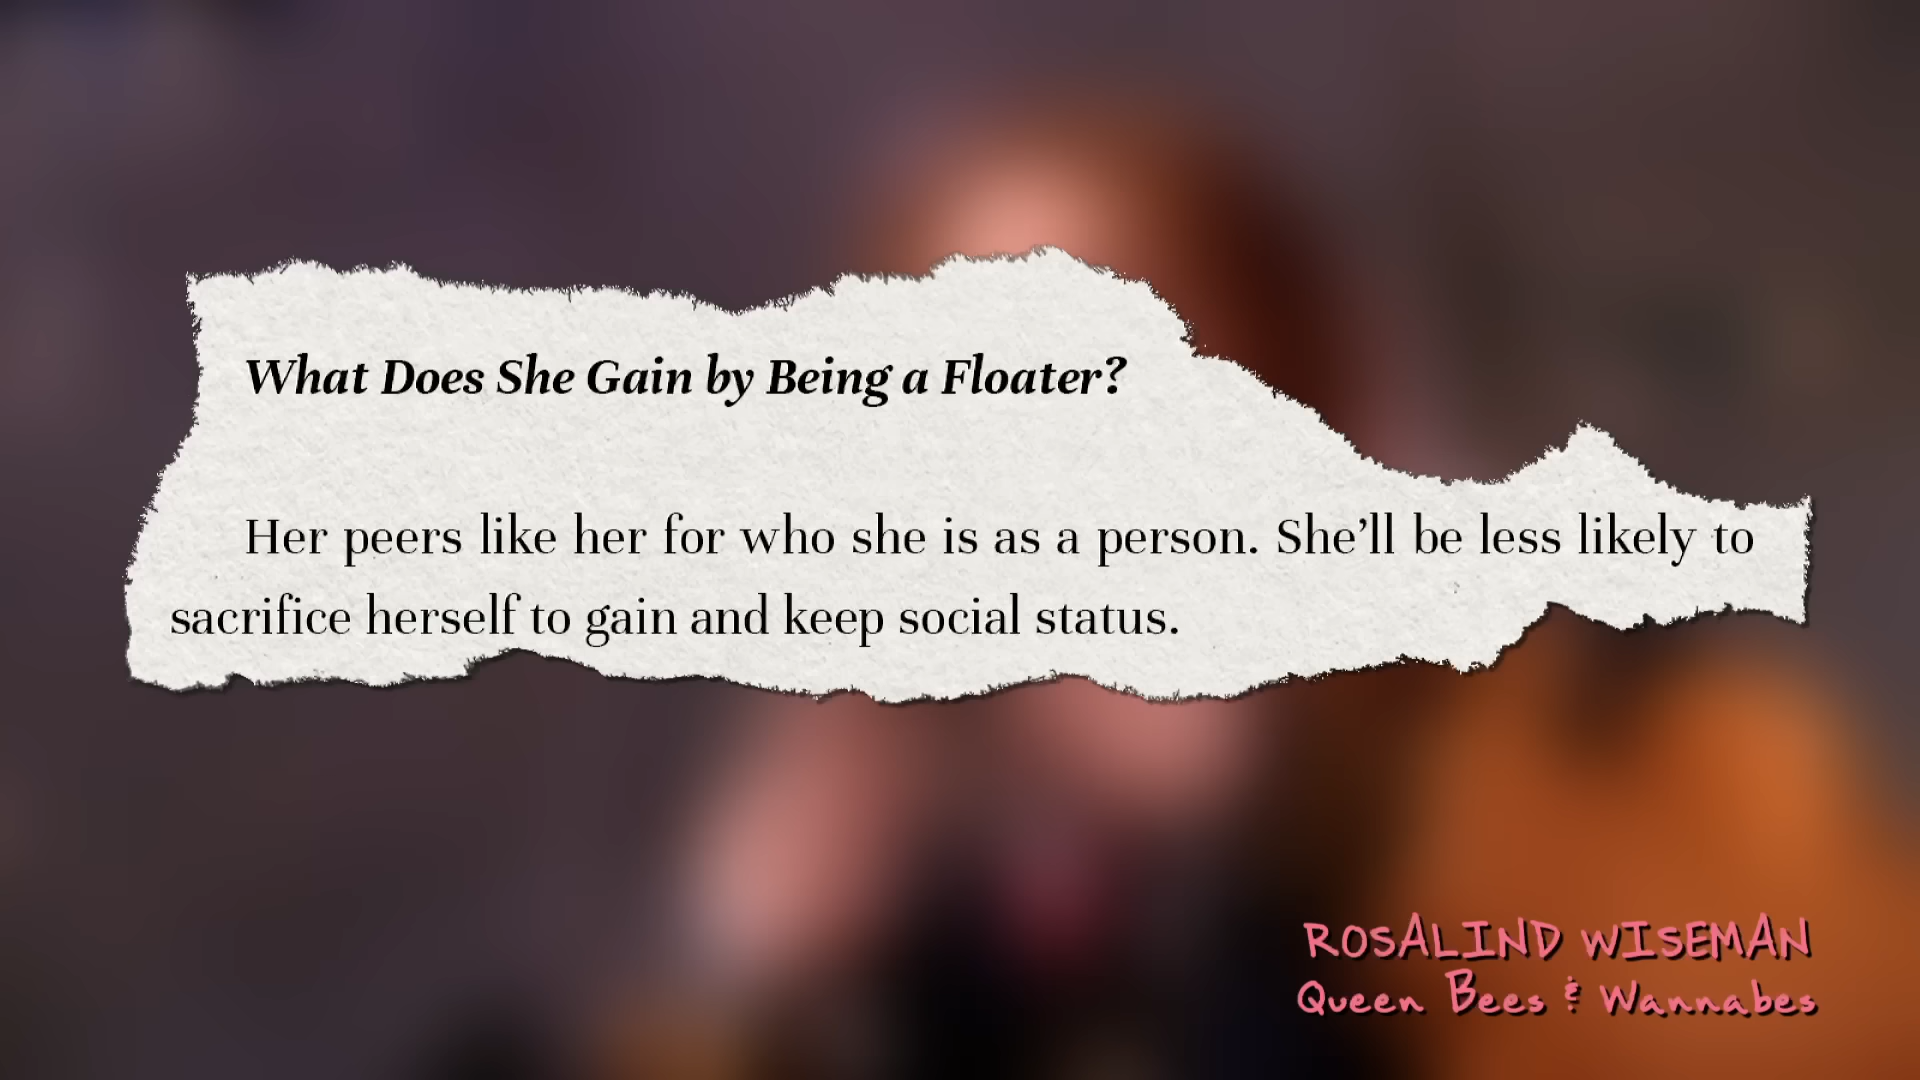 What Does She Gain by Being a Floater?
Her peers like her for who she is as a person. She’ll be less likely to
sacrifice herself to gain and keep social status.
ROSALIND WISEMAN
Queen Bees & Wannabes